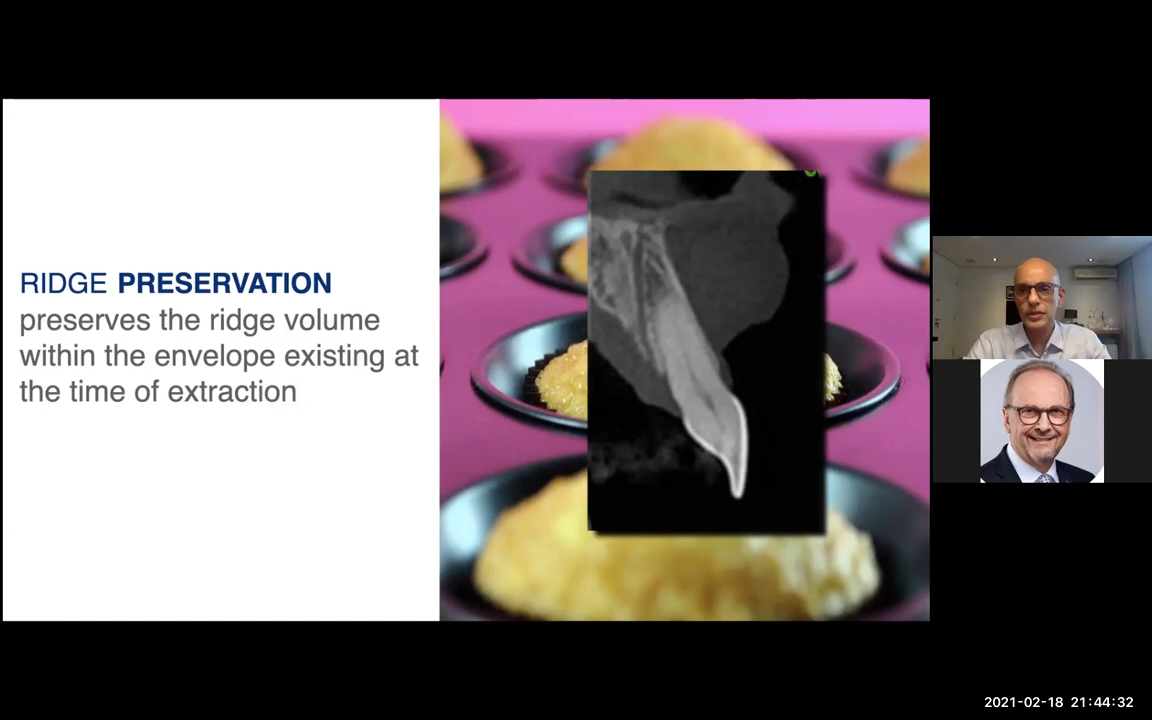 RIDGE PRESERVATION
preserves the ridge volume
within the envelope existing at
the time of extraction
2021-02-18 21:44:32